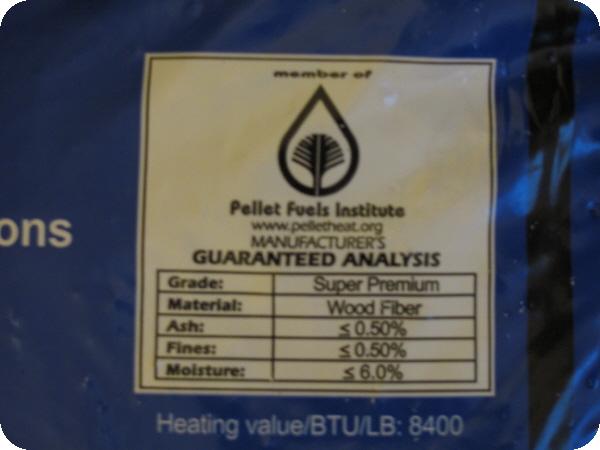 member of
Pellet Fuels Institute
www.pelletheat.org
MANUFACTURER'S
GUARANTEED ANALYSIS
Grade: Super Premium
Material: Wood Fiber
Ash: ≤ 0.50%
Fines: ≤ 0.50%
Moisture: ≤ 6.0%
ons
Heating value/BTU/LB: 8400